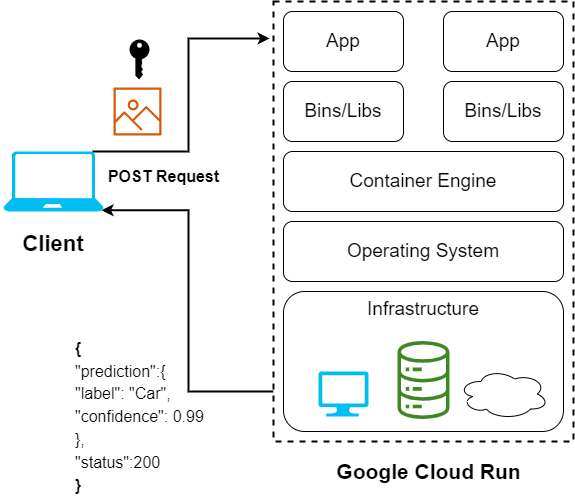 App
App
Bins/Libs
Bins/Libs
POST Request
Container Engine
Client
Operating System
Infrastructure
{
"prediction":{
"label": "Car",
"confidence": 0.99
},
"status":200
}
Google Cloud Run